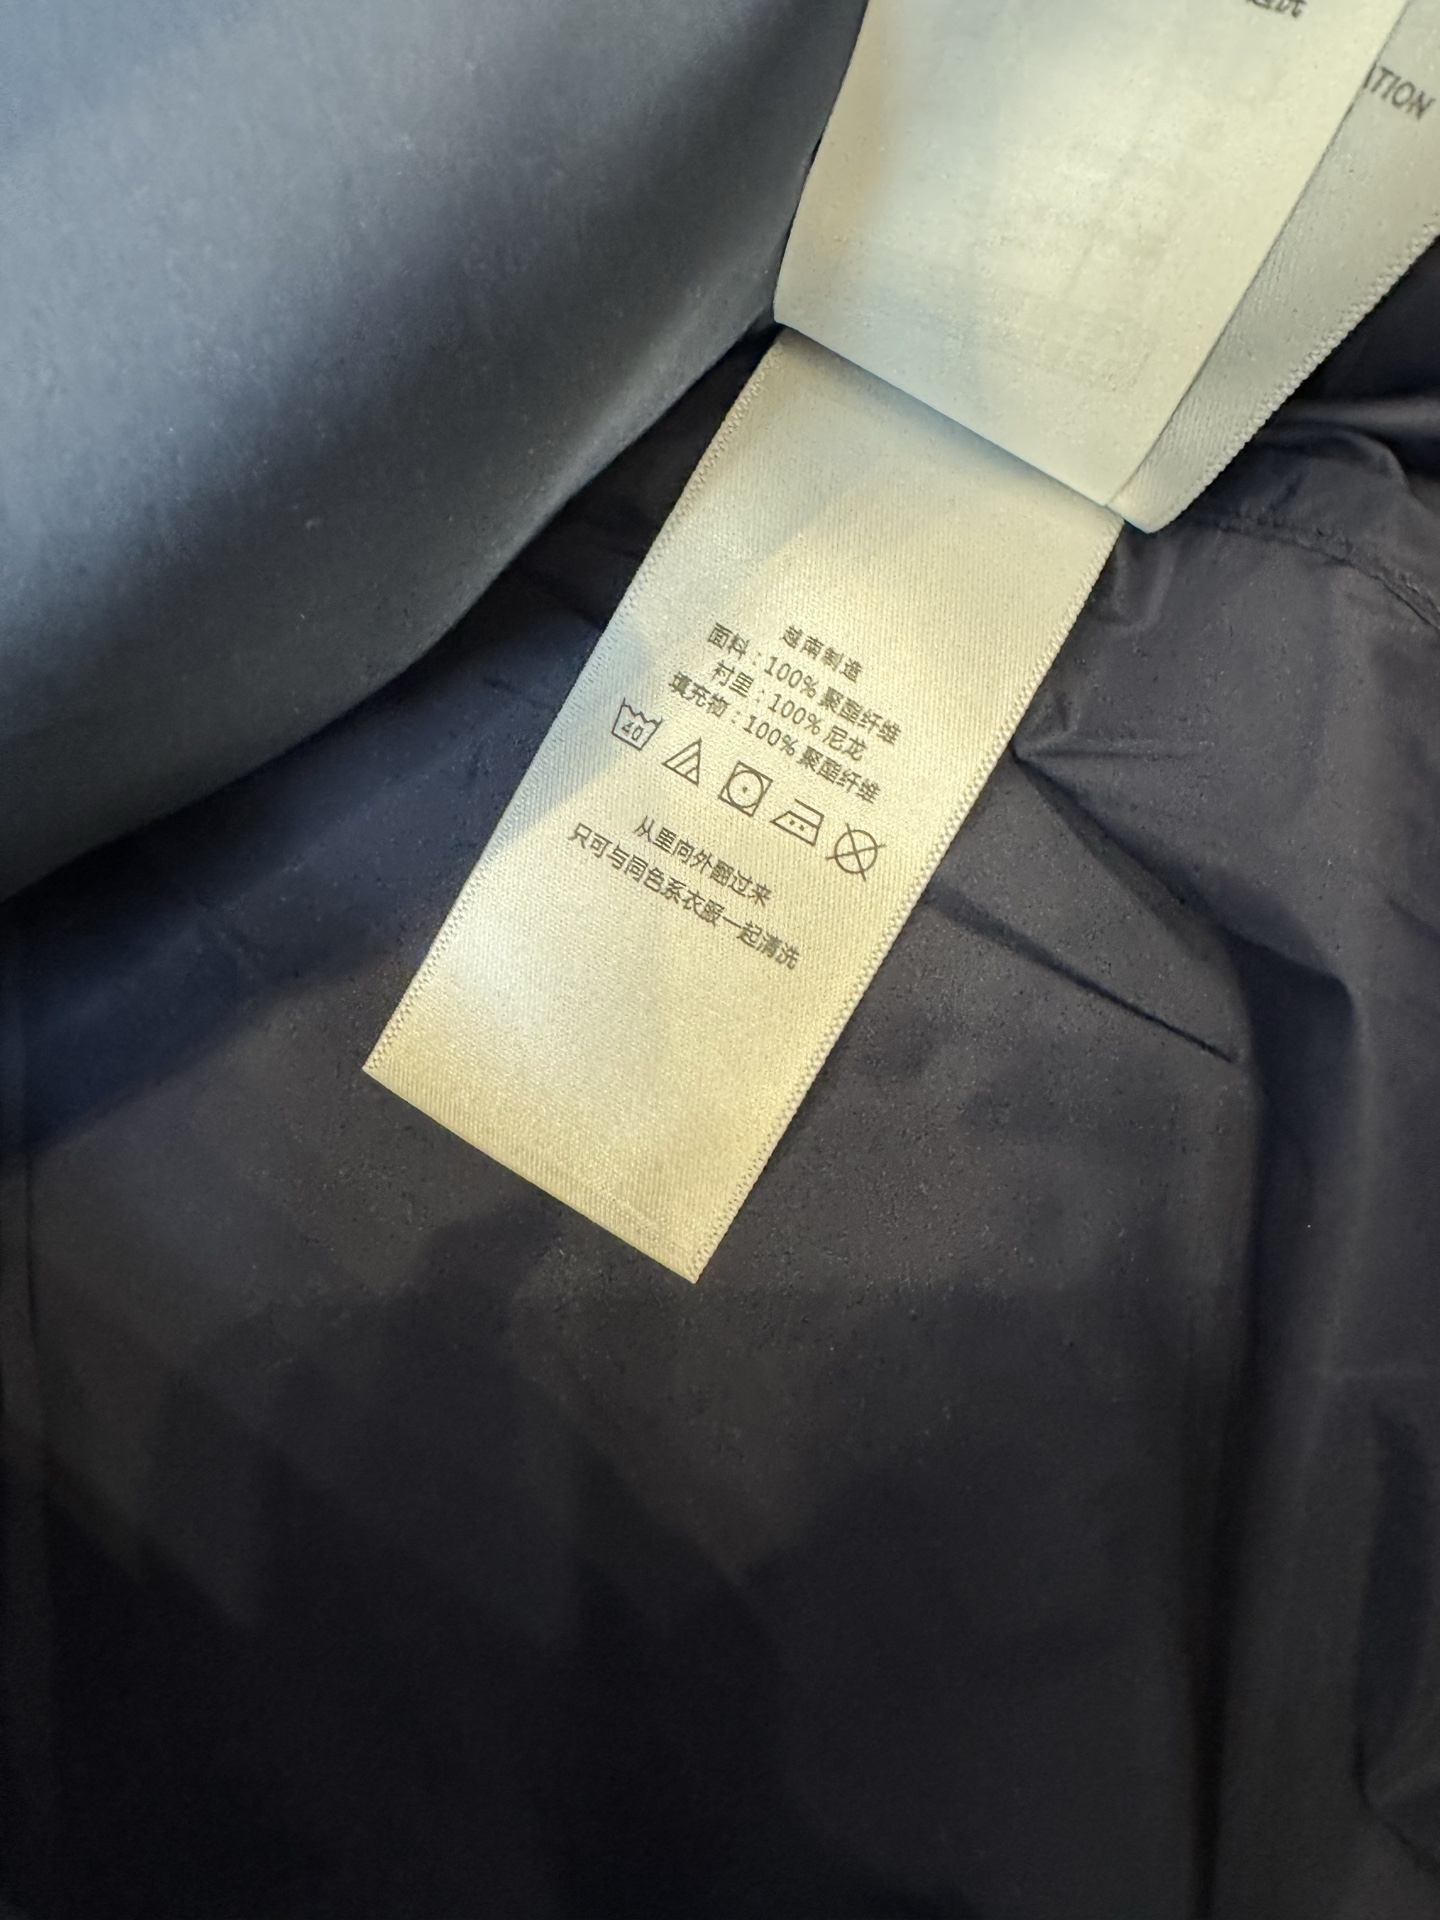 ATION
越南制造
面料：100% 聚酯纤维
衬里：100% 尼龙
填充物：100% 聚酯纤维
40
从里向外翻过来
只可与同色系衣服一起清洗